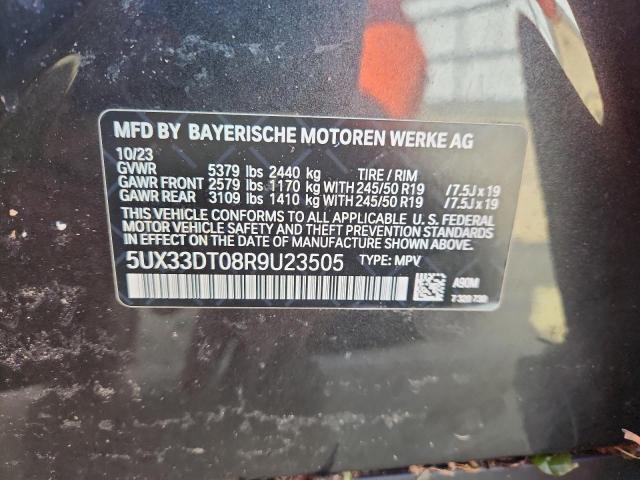 MFD BY BAYERISCHE MOTOREN WERKE AG
10/23
GVWR 5379 lbs 2440 kg TIRE / RIM
GAWR FRONT 2579 lbs 1170 kg WITH 245/50 R19 /7.5J x 19
GAWR REAR 3109 lbs 1410 kg WITH 245/50 R19 /7.5J x 19
THIS VEHICLE CONFORMS TO ALL APPLICABLE U.S. FEDERAL
MOTOR VEHICLE SAFETY AND THEFT PREVENTION STANDARDS
IN EFFECT ON THE DATE OF MANUFACTURE SHOWN ABOVE.
5UX33DT08R9U23505 TYPE: MPV
A90M
7 320 730